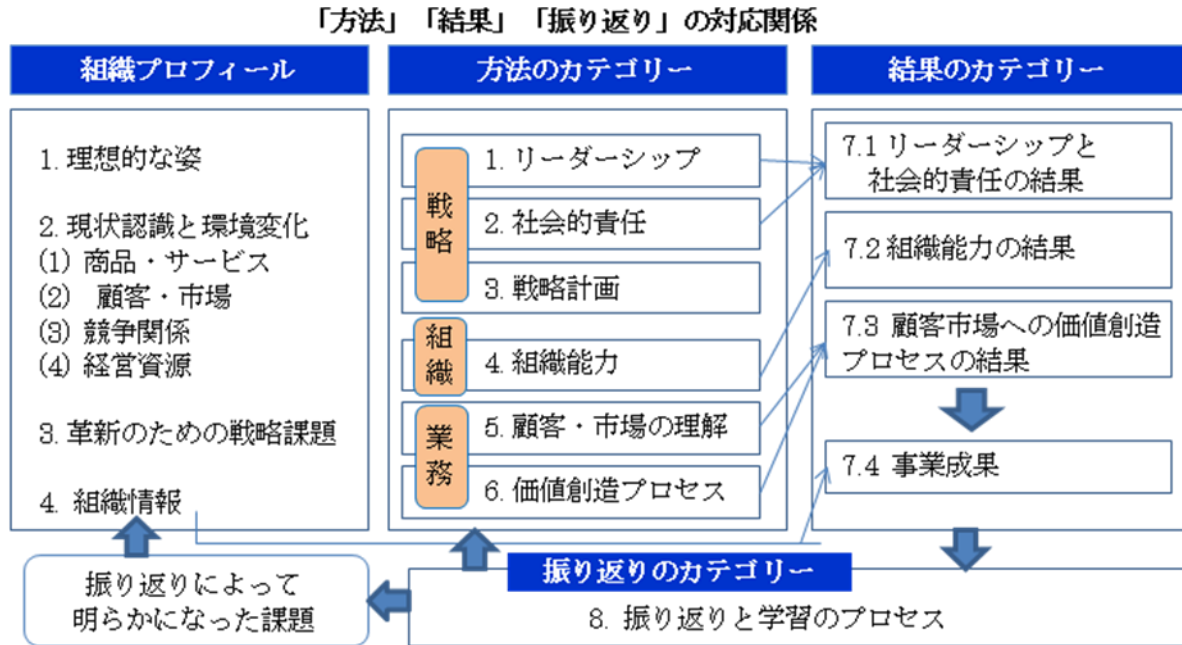 「方法」「結果」「振り返り」の対応関係
組織プロフィール
1. 理想的な姿
2. 現状認識と環境変化
(1) 商品・サービス
(2) 顧客・市場
(3) 競争関係
(4) 経営資源
3. 革新のための戦略課題
4. 組織情報
方法のカテゴリー
戦略
1. リーダーシップ
2. 社会的責任
3. 戦略計画
組織
4. 組織能力
業務
5. 顧客・市場の理解
6. 価値創造プロセス
結果のカテゴリー
7.1 リーダーシップと
社会的責任の結果
7.2 組織能力の結果
7.3 顧客市場への価値創造
プロセスの結果
7.4 事業成果
振り返りのカテゴリー
8. 振り返りと学習のプロセス
振り返りによって
明らかになった課題